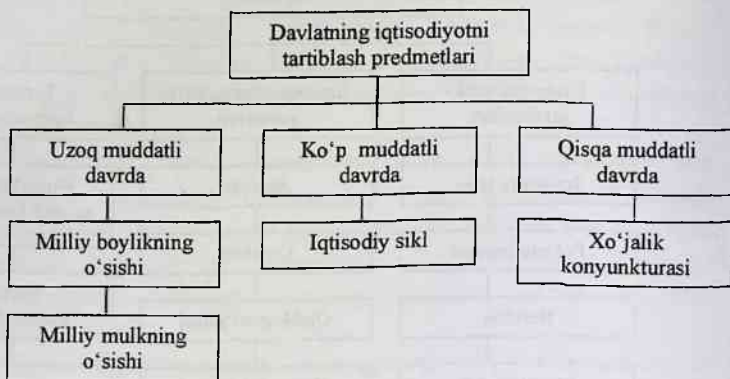 Davlatning iqtisodiyotni
tartiblash predmetlari
Uzoq muddatli
davrda
Ko‘p muddatli
davrda
Qisqa muddatli
davrda
Milliy boylikning
o‘sishi
Iqtisodiy sikl
Xo‘jalik
konyunkturasi
Milliy mulkning
o‘sishi